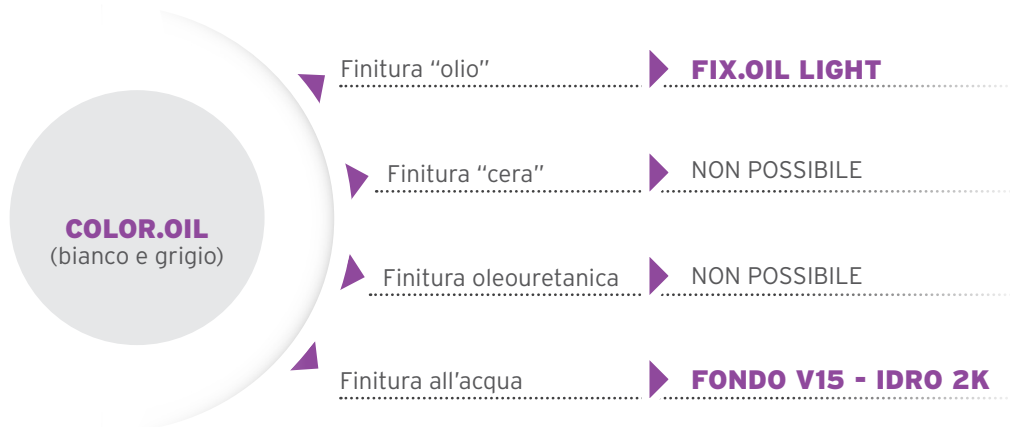 COLOR.OIL
(bianco e grigio)
Finitura “olio”
FIX.OIL LIGHT
Finitura “cera”
NON POSSIBILE
Finitura oleouretanica
NON POSSIBILE
Finitura all’acqua
FONDO V15 - IDRO 2K